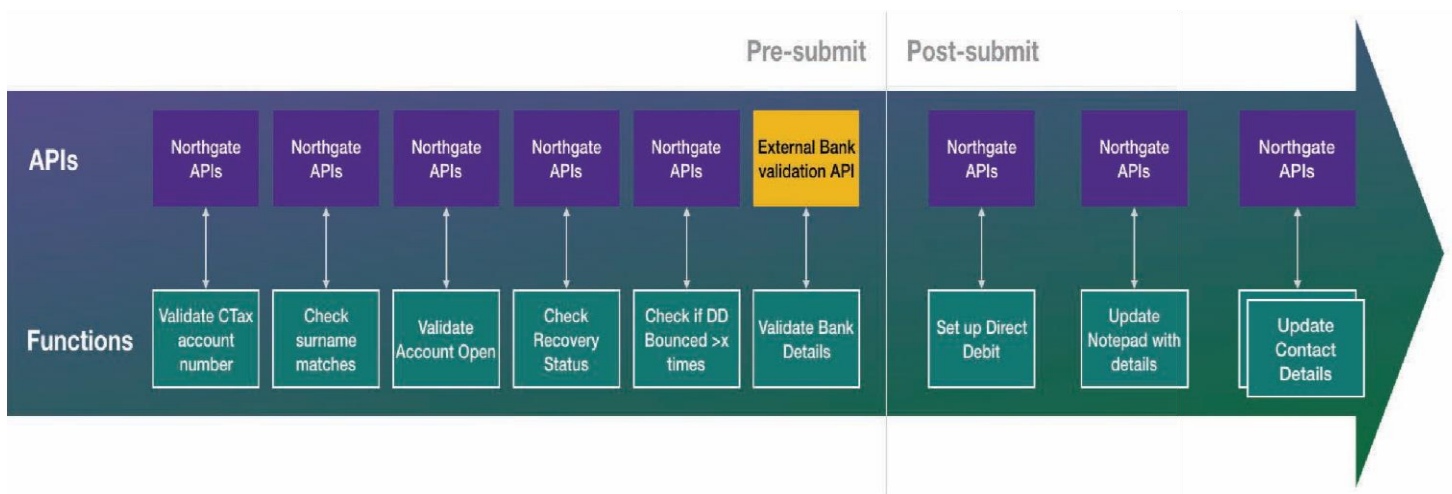 Pre-submit
Post-submit
APIs
Northgate
APIs
Northgate
APIs
Northgate
APIs
Northgate
APIs
Northgate
APIs
External Bank
validation API
Northgate
APIs
Northgate
APIs
Northgate
APIs
Functions
Validate CTax
account
number
Check
surname
matches
Validate
Account Open
Check
Recovery
Status
Check if DD
Bounced >x
times
Validate Bank
Details
Set up Direct
Debit
Update
Notepad with
details
Update
Contact
Details